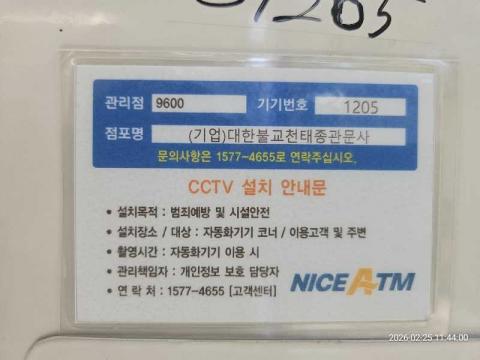 1265
관리점 9600 기기번호 1205
점포명 (기업)대한불교천태종관문사
문의사항은 1577-4655로 연락주십시오.
CCTV 설치 안내문
• 설치목적 : 범죄예방 및 시설안전
• 설치장소 / 대상 : 자동화기기 코너 / 이용고객 및 주변
• 촬영시간 : 자동화기기 이용 시
• 관리책임자 : 개인정보 보호 담당자
• 연 락 처 : 1577-4655 [고객센터]
NICE ATM
2026-02-25 11:44:00